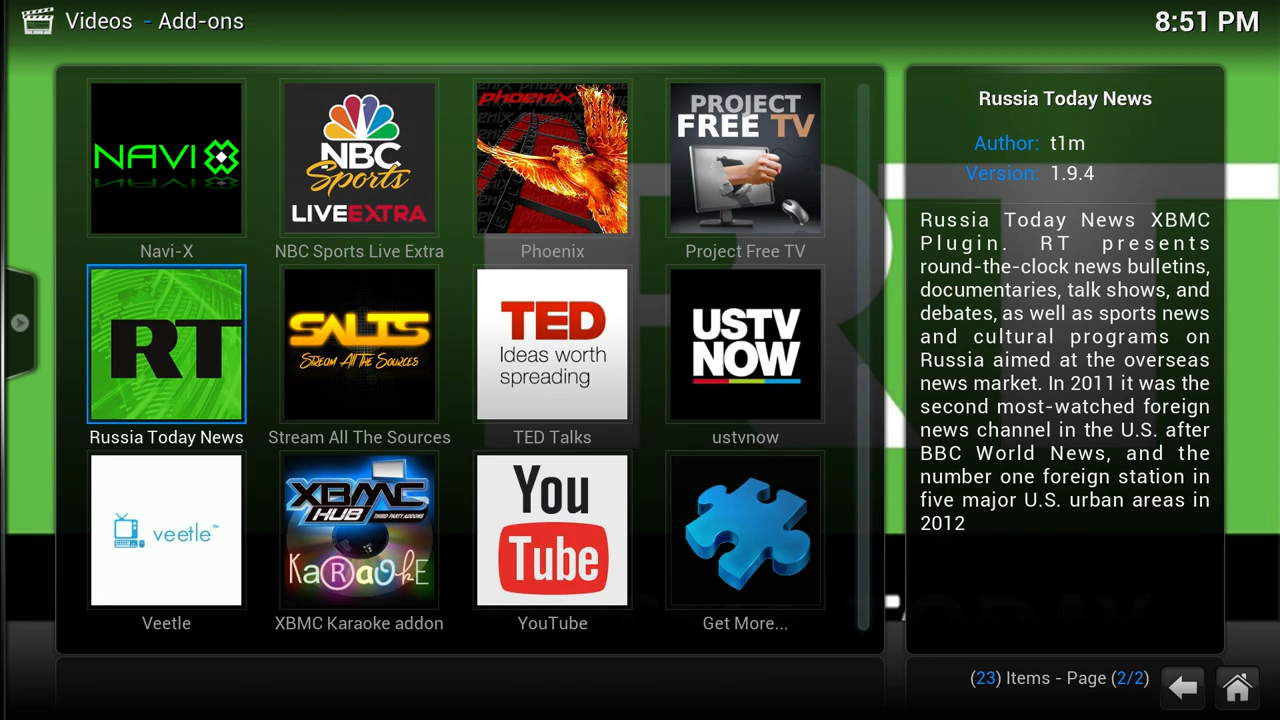 Videos - Add-ons
8:51 PM
NAVI X
NBC
Sports
LIVEEXTRA
phoenix
PROJECT
FREE TV
Navi-X
NBC Sports Live Extra
Phoenix
Project Free TV
RT
SALTS
STREAM ALL THE SOURCES
TED
Ideas worth
spreading
USTV
NOW
Russia Today News
Stream All The Sources
TED Talks
ustvnow
veetle™
XBMC
HUB THIRD PARTY ADDONS
KaRaokE
You
Tube
Veetle
XBMC Karaoke addon
YouTube
Get More...
Russia Today News
Author: t1m
Version: 1.9.4
Russia Today News XBMC
Plugin. RT presents
round-the-clock news bulletins,
documentaries, talk shows, and
debates, as well as sports news
and cultural programs on
Russia aimed at the overseas
news market. In 2011 it was the
second most-watched foreign
news channel in the U.S. after
BBC World News, and the
number one foreign station in
five major U.S. urban areas in
2012
RT
TODAY
(23) Items - Page (2/2)